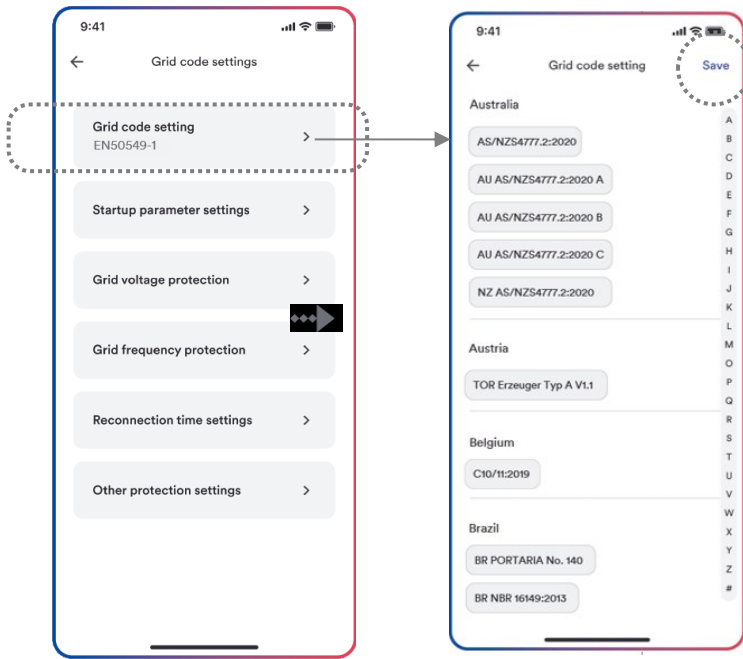 9:41
Grid code settings
Grid code setting
EN50549-1
Startup parameter settings
Grid voltage protection
Grid frequency protection
Reconnection time settings
Other protection settings
9:41
Grid code setting
Save
Australia
AS/NZS4777.2:2020
AU AS/NZS4777.2:2020 A
AU AS/NZS4777.2:2020 B
AU AS/NZS4777.2:2020 C
NZ AS/NZS4777.2:2020
Austria
TOR Erzeuger Typ A V1.1
Belgium
C10/11:2019
Brazil
BR PORTARIA No. 140
BR NBR 16149:2013
A
B
C
D
E
F
G
H
I
J
K
L
M
O
P
Q
R
S
T
U
V
W
X
Y
Z
#